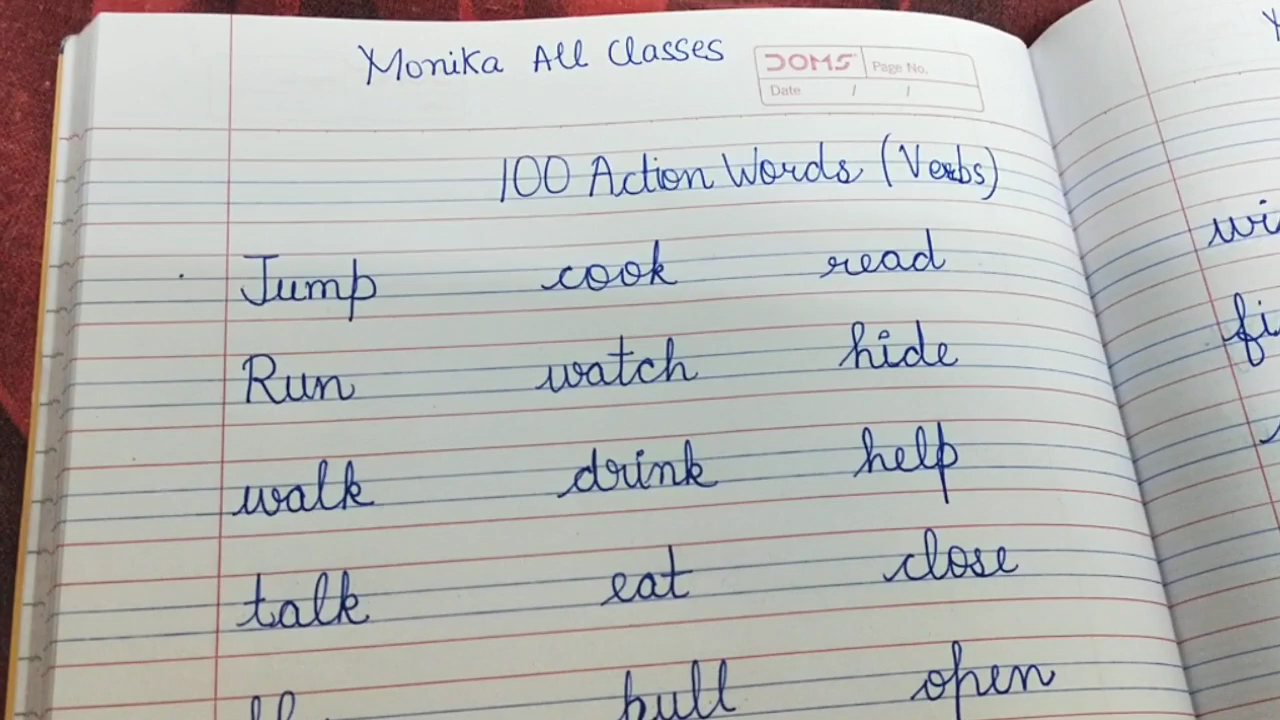 Monika All Classes
DOMS Page No.
Date / /
100 Action Words (Verbs)
Jump cook read
Run watch hide
walk drink help
talk eat close
pull open